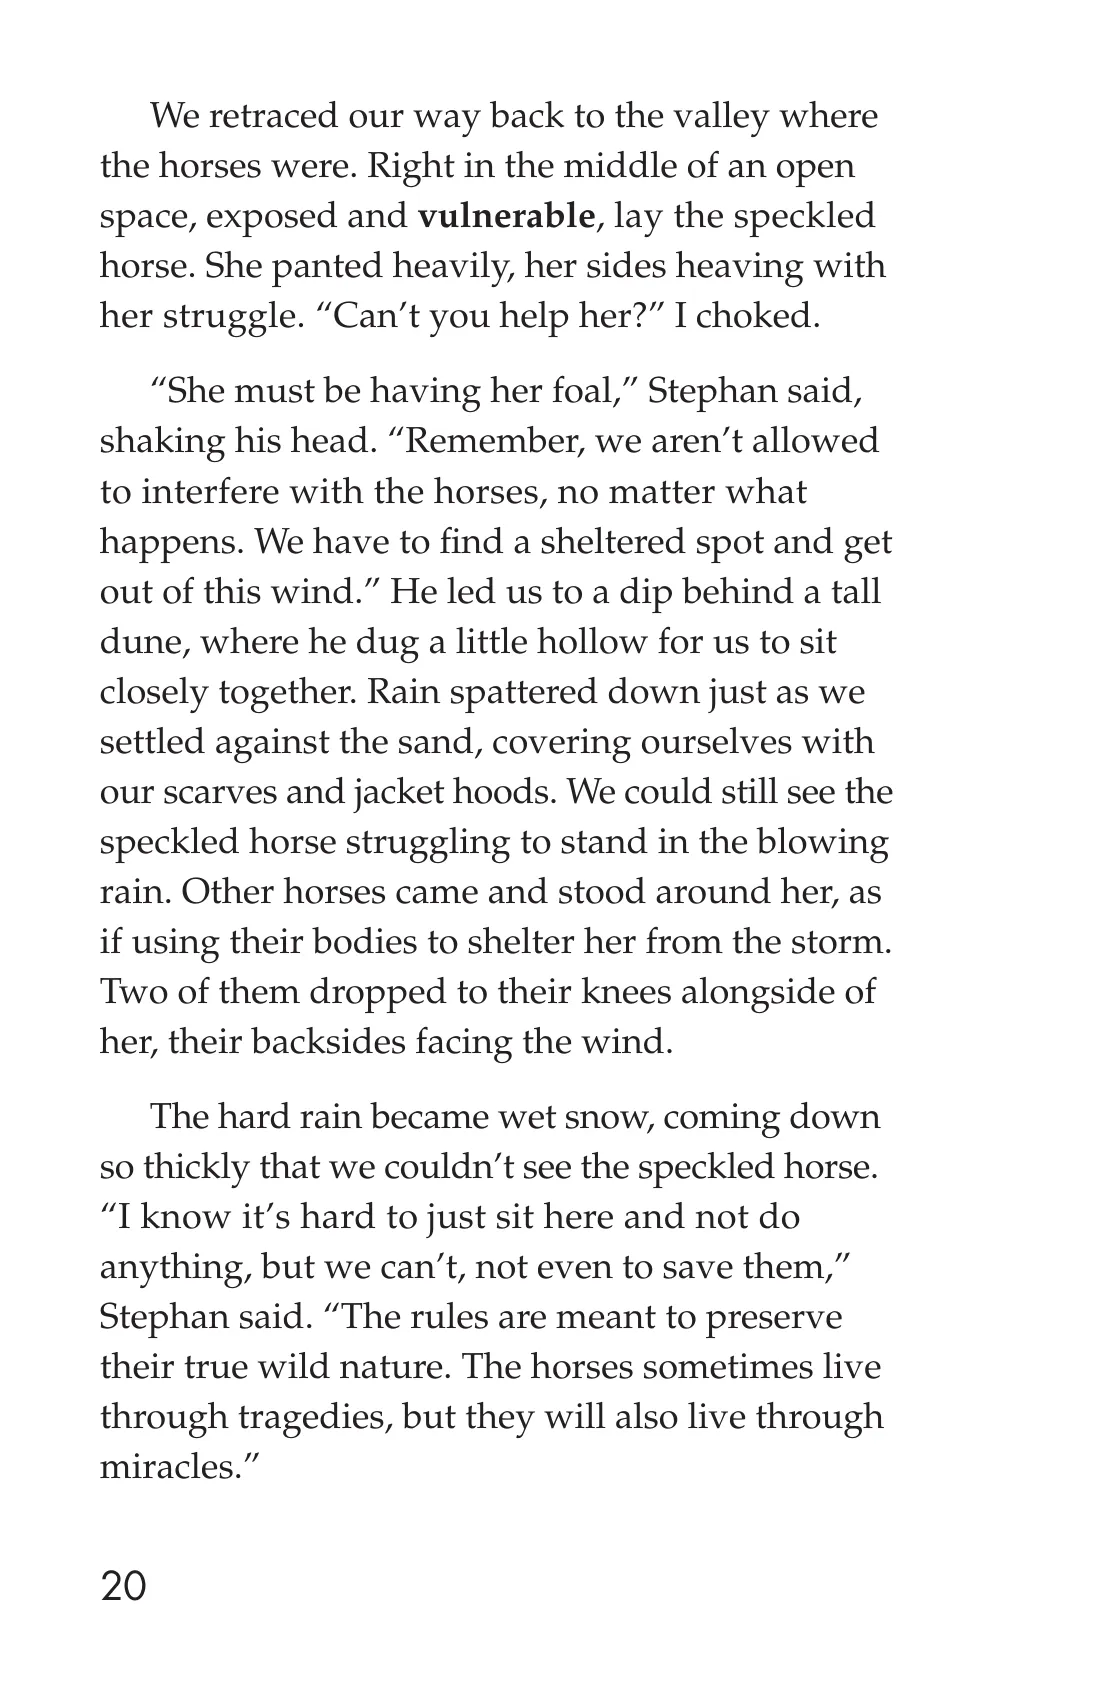 We retraced our way back to the valley where
the horses were. Right in the middle of an open
space, exposed and vulnerable, lay the speckled
horse. She panted heavily, her sides heaving with
her struggle. “Can’t you help her?” I choked.
“She must be having her foal,” Stephan said,
shaking his head. “Remember, we aren’t allowed
to interfere with the horses, no matter what
happens. We have to find a sheltered spot and get
out of this wind.” He led us to a dip behind a tall
dune, where he dug a little hollow for us to sit
closely together. Rain spattered down just as we
settled against the sand, covering ourselves with
our scarves and jacket hoods. We could still see the
speckled horse struggling to stand in the blowing
rain. Other horses came and stood around her, as
if using their bodies to shelter her from the storm.
Two of them dropped to their knees alongside of
her, their backsides facing the wind.
The hard rain became wet snow, coming down
so thickly that we couldn’t see the speckled horse.
“I know it’s hard to just sit here and not do
anything, but we can’t, not even to save them,”
Stephan said. “The rules are meant to preserve
their true wild nature. The horses sometimes live
through tragedies, but they will also live through
miracles.”
20